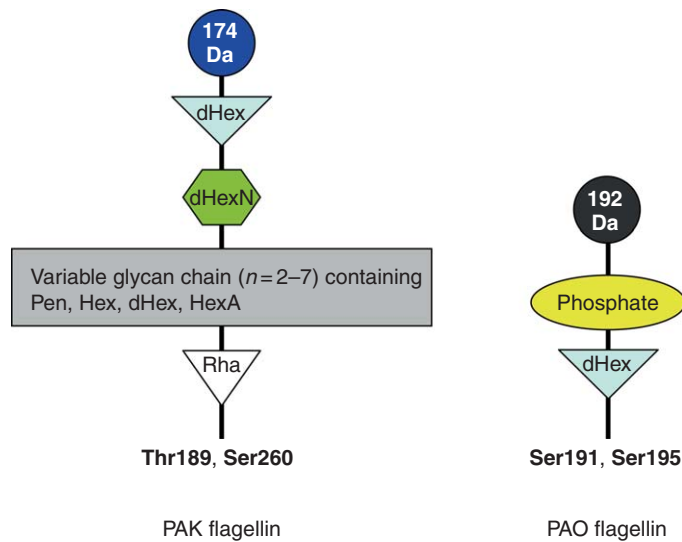 174
Da
dHex
dHexN
Variable glycan chain (n = 2–7) containing
Pen, Hex, dHex, HexA
Rha
Thr189, Ser260
PAK flagellin
192
Da
Phosphate
dHex
Ser191, Ser195
PAO flagellin